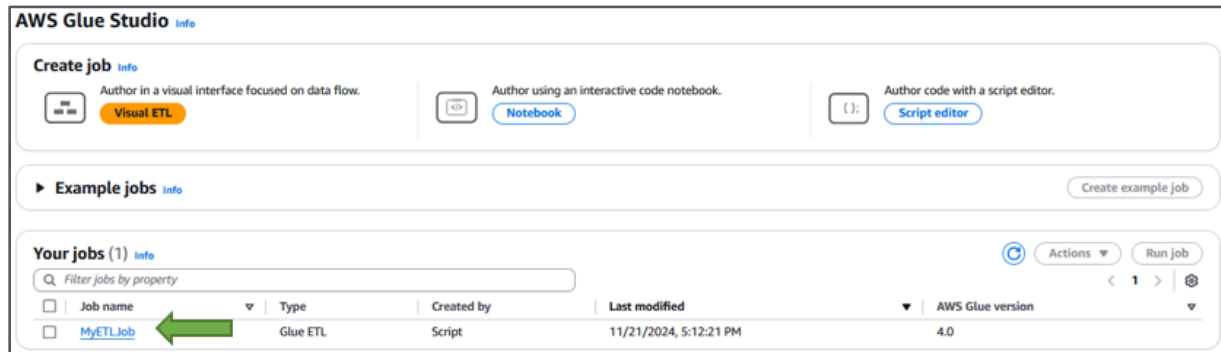 AWS Glue Studio Info
Create job Info
Author in a visual interface focused on data flow.
Visual ETL
Author using an interactive code notebook.
Notebook
Author code with a script editor.
{ }; Script editor
Example jobs Info
Create example job
Your jobs (1) Info
Actions
Run job
Filter jobs by property
< 1 >
Job name Type Created by Last modified AWS Glue version
MyETLJob Glue ETL Script 11/21/2024, 5:12:21 PM 4.0